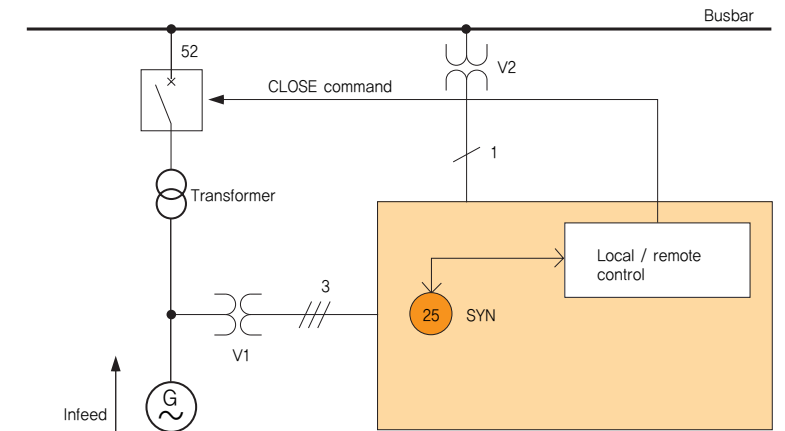 Busbar
52
V2
CLOSE command
1
Transformer
Local / remote
control
3
25 SYN
V1
G
Infeed